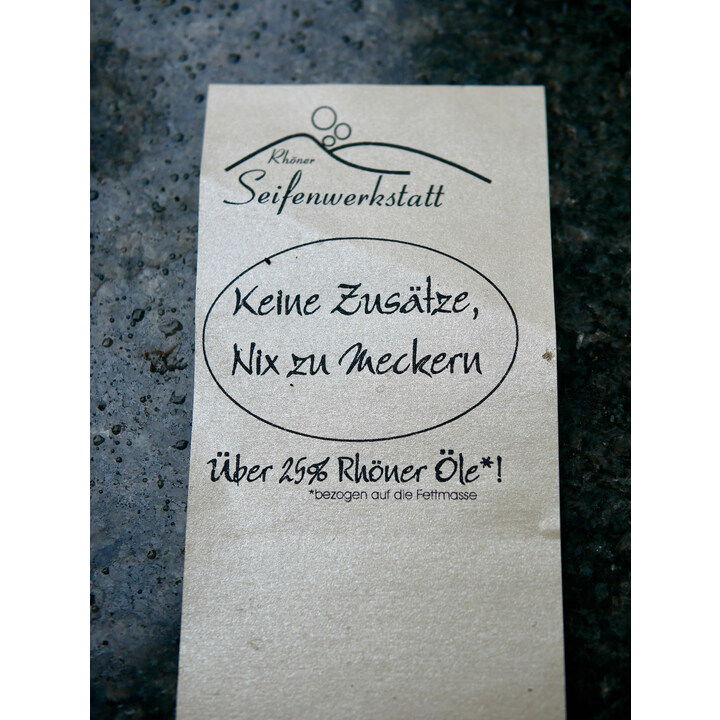 Rhöner
Seifenwerkstatt
Keine Zusätze,
Nix zu Meckern
Über 25% Rhöner Öle*!
*bezogen auf die Fettmasse